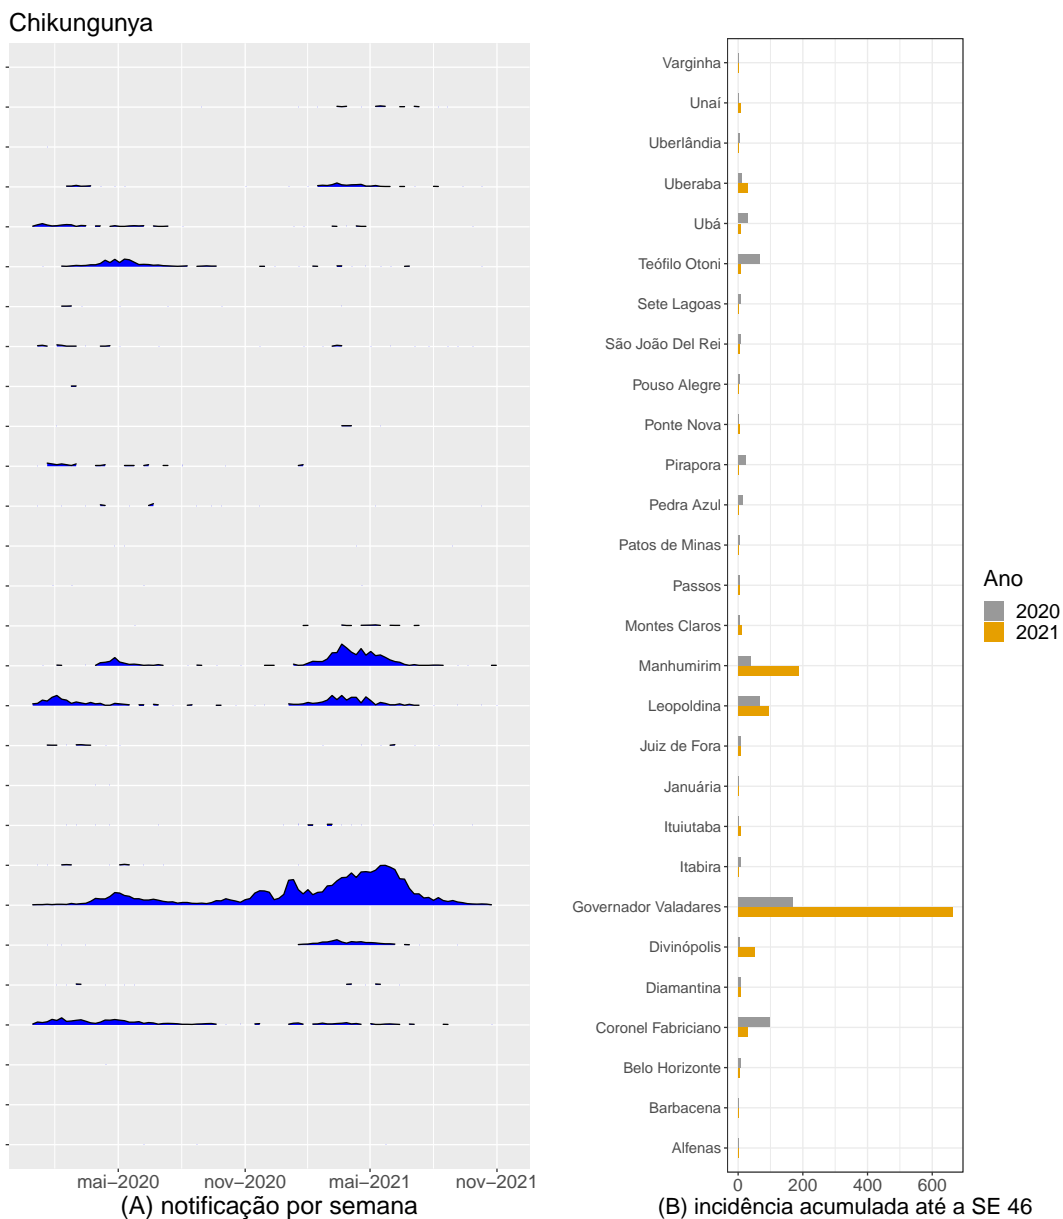 Chikungunya
mai–2020
nov–2020
mai–2021
nov–2021
(A) notificação por semana
Varginha
Unaí
Uberlândia
Uberaba
Ubá
Teófilo Otoni
Sete Lagoas
São João Del Rei
Pouso Alegre
Ponte Nova
Pirapora
Pedra Azul
Patos de Minas
Passos
Montes Claros
Manhumirim
Leopoldina
Juiz de Fora
Januária
Ituiutaba
Itabira
Governador Valadares
Divinópolis
Diamantina
Coronel Fabriciano
Belo Horizonte
Barbacena
Alfenas
0
200
400
600
(B) incidência acumulada até a SE 46
Ano
2020
2021